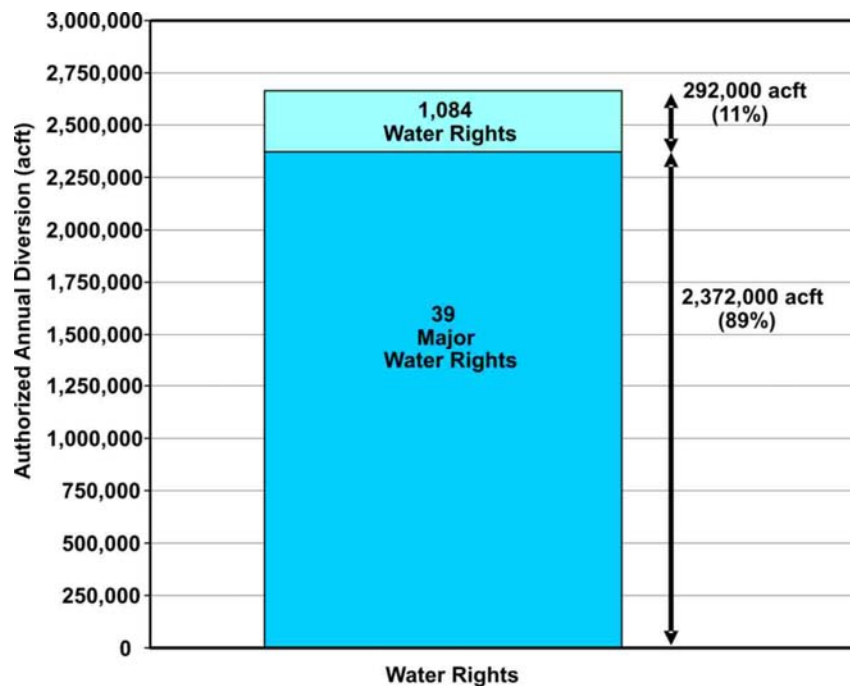 3,000,000
2,750,000
2,500,000
2,250,000
2,000,000
1,750,000
1,500,000
1,250,000
1,000,000
750,000
500,000
250,000
0
Authorized Annual Diversion (acft)
1,084
Water Rights
39
Major
Water Rights
292,000 acft
(11%)
2,372,000 acft
(89%)
Water Rights